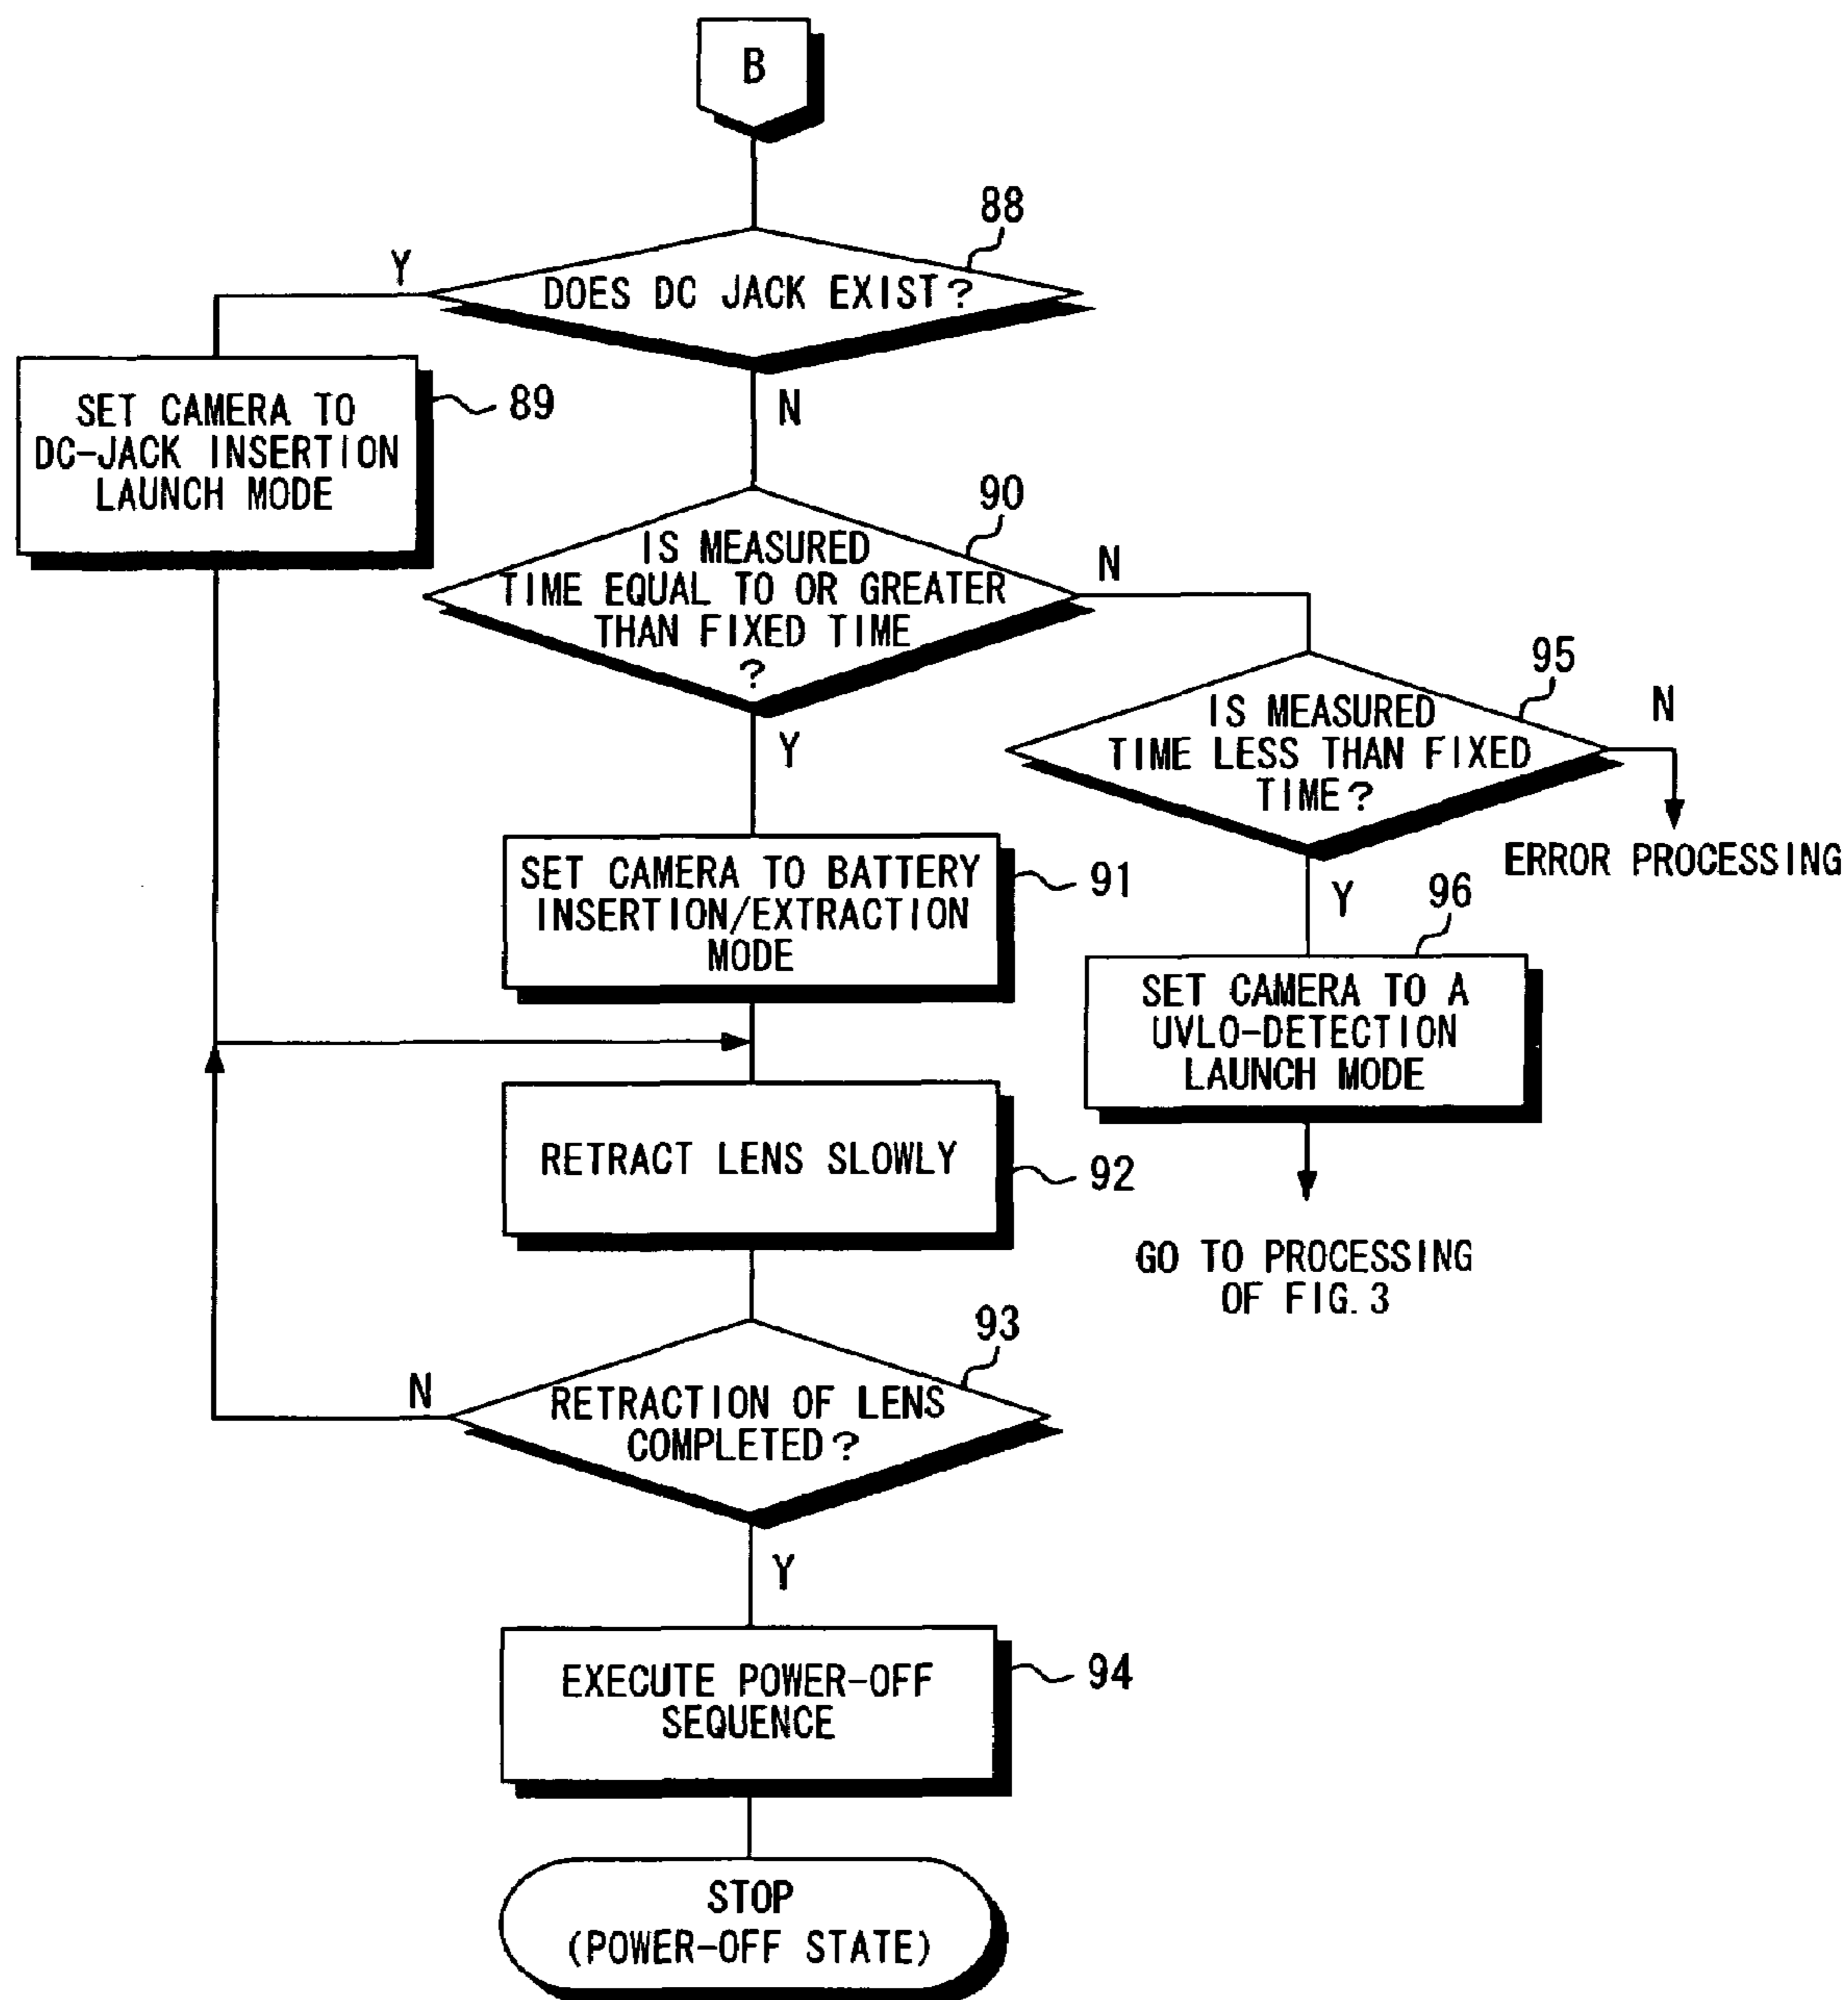 B
88
Y
DOES DC JACK EXIST?
SET CAMERA TO
DC-JACK INSERTION
LAUNCH MODE
89
N
90
IS MEASURED
TIME EQUAL TO OR GREATER
THAN FIXED TIME
?
N
95
IS MEASURED
TIME LESS THAN FIXED
TIME?
N
Y
ERROR PROCESSING
SET CAMERA TO BATTERY
INSERTION/EXTRACTION
MODE
91
Y
96
SET CAMERA TO A
UVLO-DETECTION
LAUNCH MODE
RETRACT LENS SLOWLY
92
GO TO PROCESSING
OF FIG.3
93
N
RETRACTION OF LENS
COMPLETED?
Y
EXECUTE POWER-OFF
SEQUENCE
94
STOP
(POWER-OFF STATE)